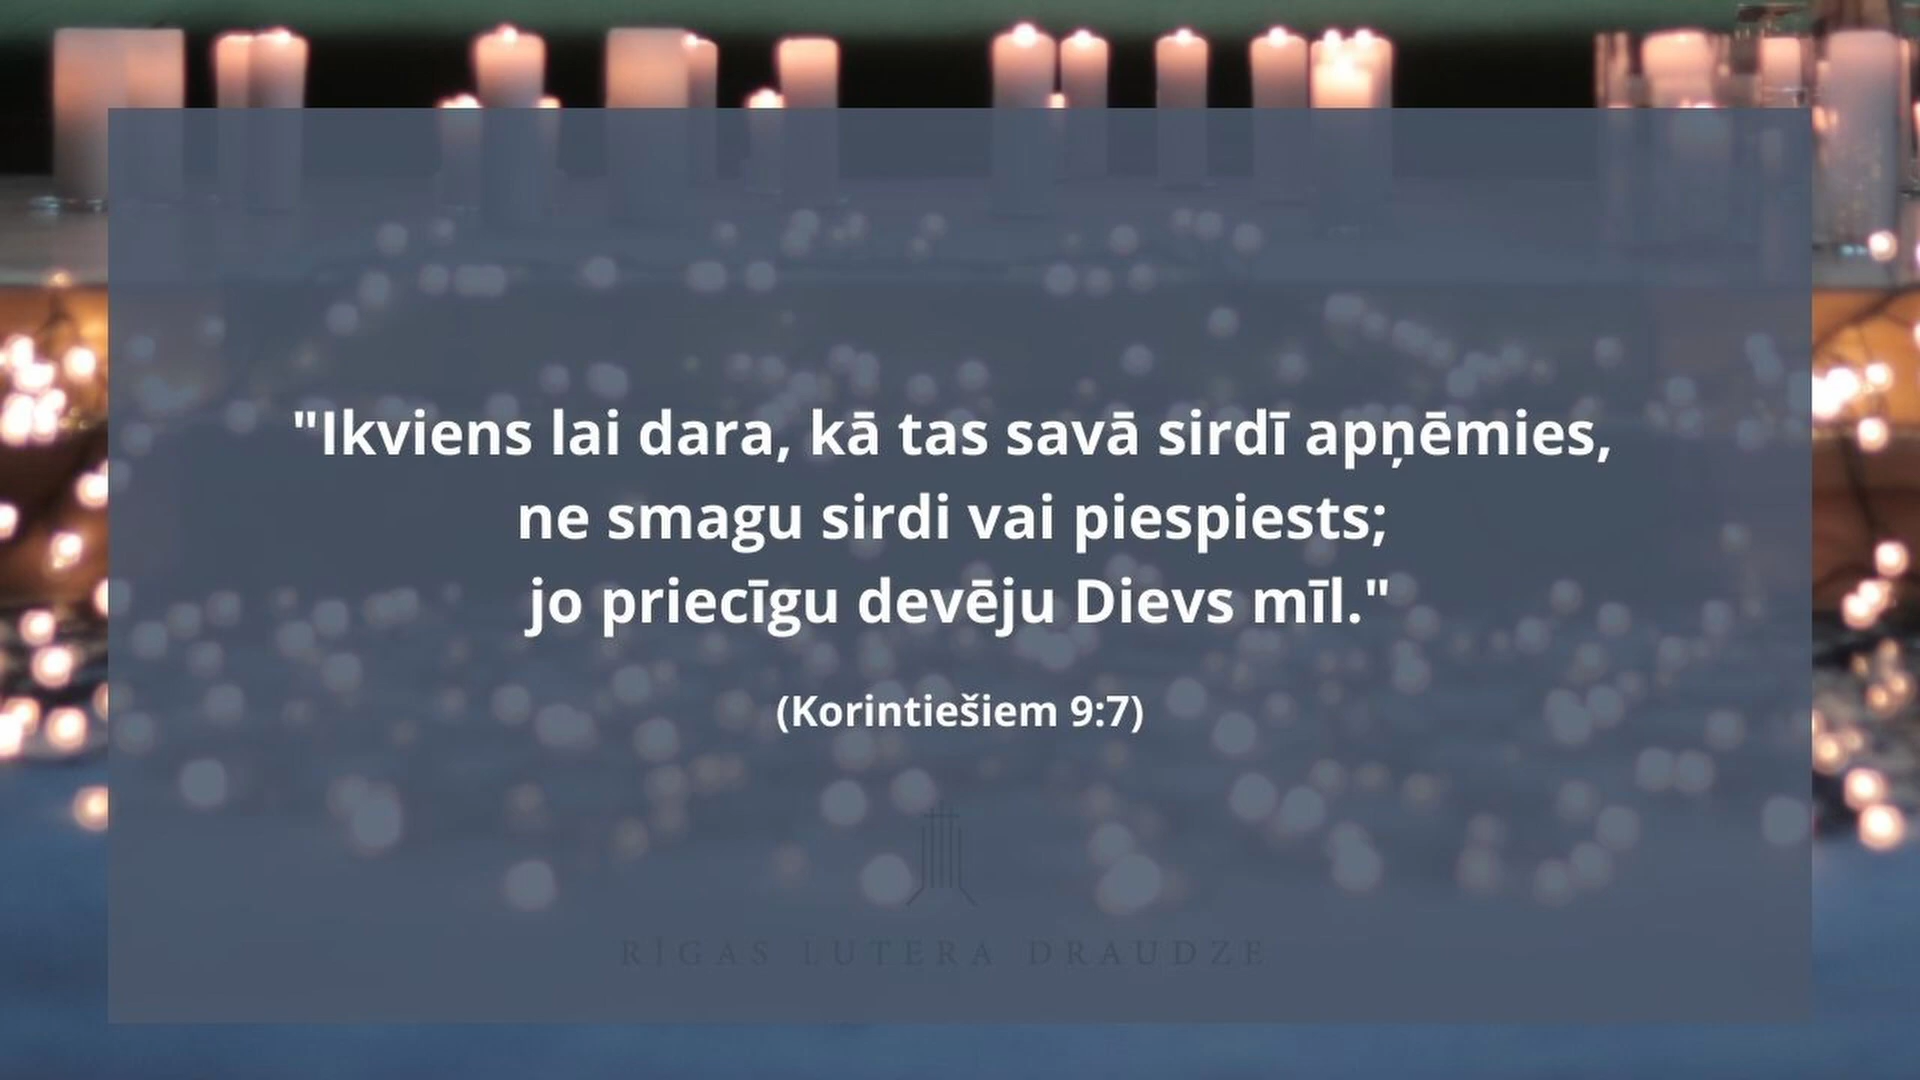 "Ikviens lai dara, kā tas savā sirdī apņēmies,
ne smagu sirdi vai piespiests;
jo priecīgu devēju Dievs mīl."
(Korintiešiem 9:7)
RĪGAS LUTERA DRAUDZE